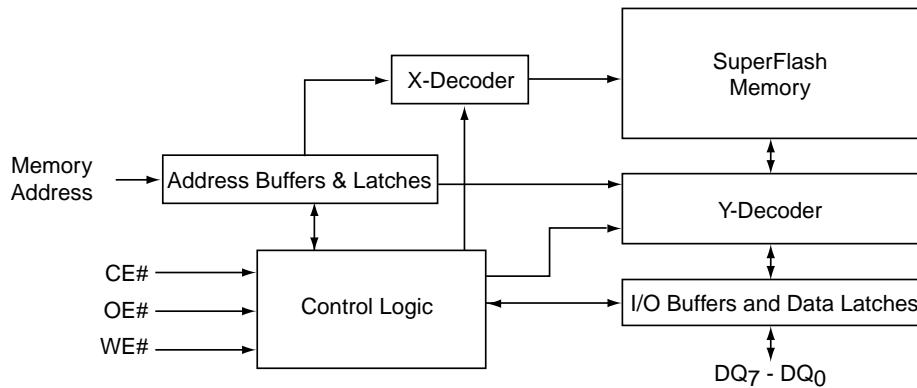 SuperFlash
Memory
X-Decoder
Memory
Address
Address Buffers & Latches
Y-Decoder
CE#
OE#
WE#
Control Logic
I/O Buffers and Data Latches
DQ7 - DQ0